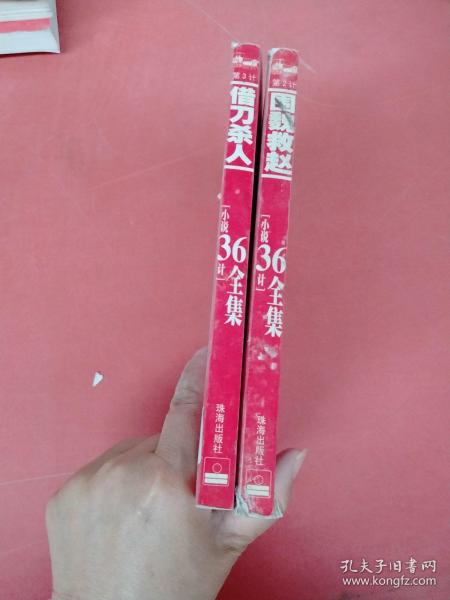 第3计
借刀杀人
[小说
36
计]
全集
珠海出版社
第2计
围魏救赵
[小说
36
计]
全集
珠海出版社
孔夫子旧书网
www.kongfz.com